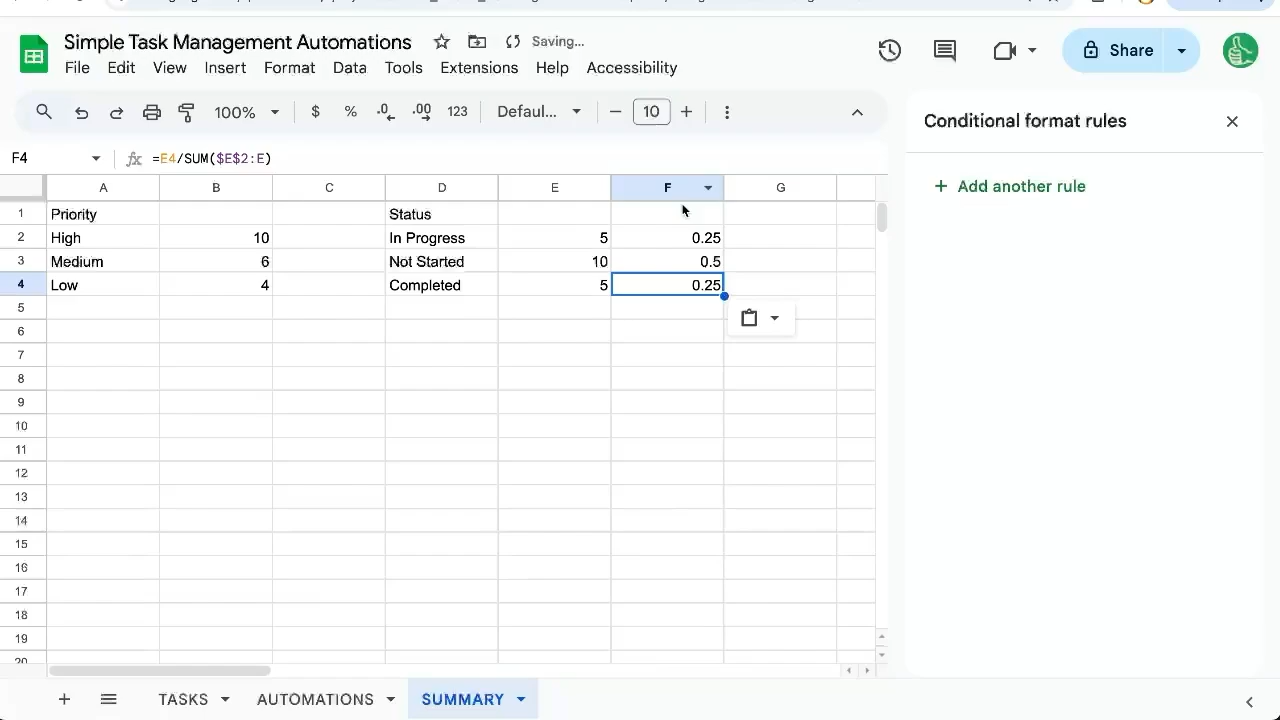 Simple Task Management Automations
Saving...
File Edit View Insert Format Data Tools Extensions Help Accessibility
Share
100% $ % .0 .00 123 Defaul... − 10 +
Conditional format rules
+ Add another rule
F4 fx =E4/SUM($E$2:E)
A B C D E F G
1 Priority Status
2 High 10 In Progress 5 0.25
3 Medium 6 Not Started 10 0.5
4 Low 4 Completed 5 0.25
5
6
7
8
9
10
11
12
13
14
15
16
17
18
19
20
+ TASKS AUTOMATIONS SUMMARY